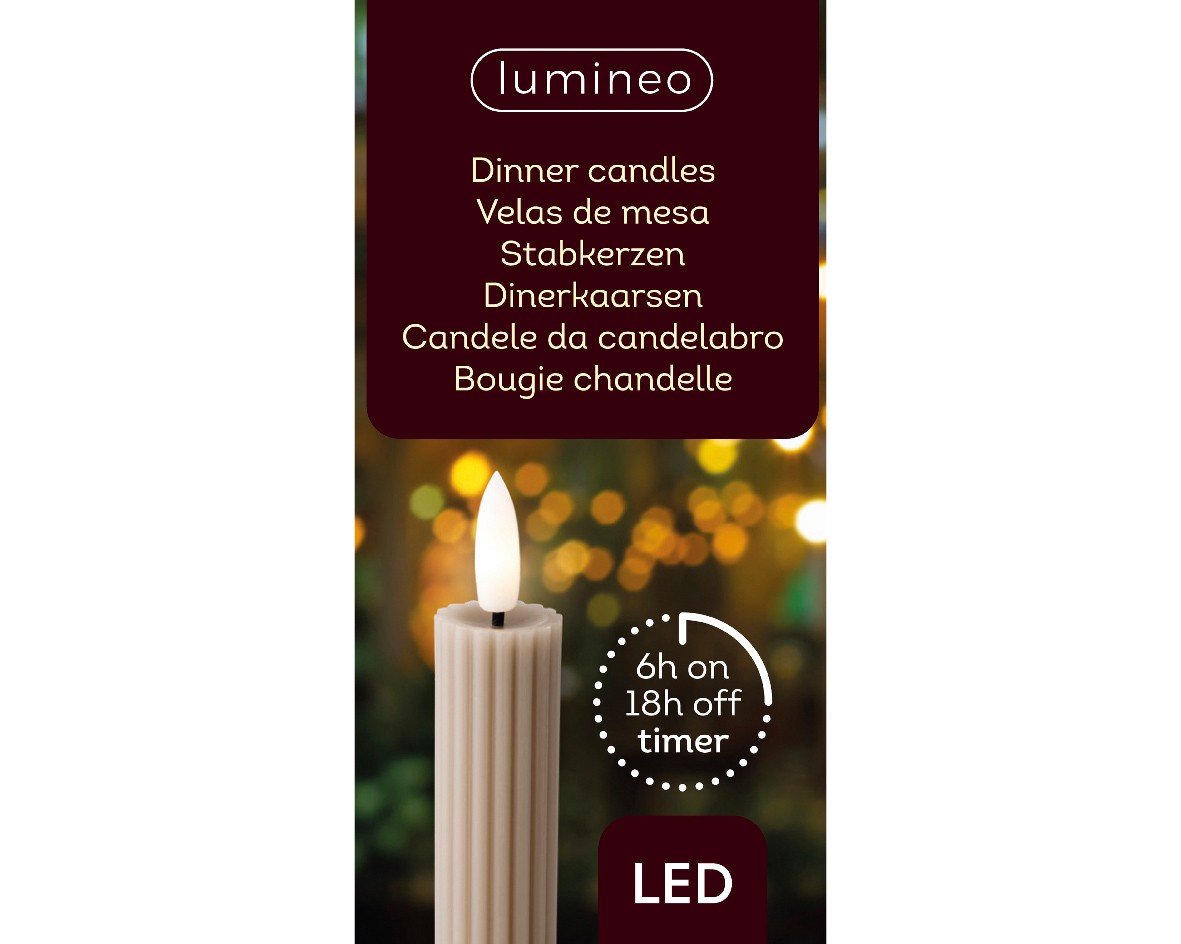 lumineo
Dinner candles
Velas de mesa
Stabkerzen
Dinerkaarsen
Candele da candelabro
Bougie chandelle
6h on
18h off
timer
LED